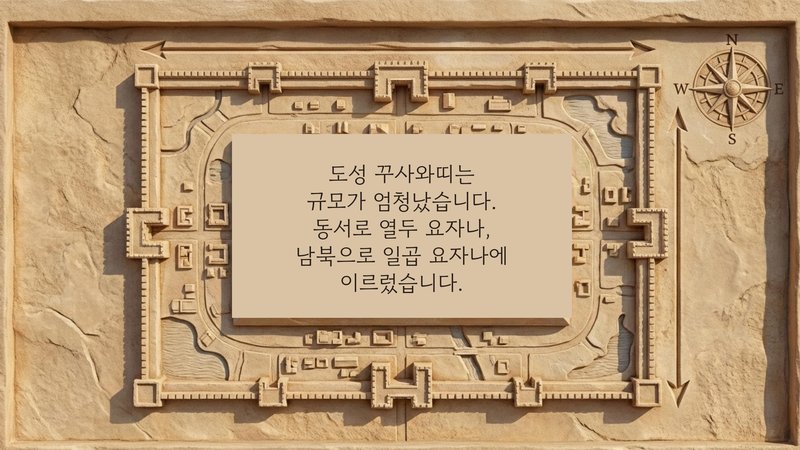 N
W E
S
도성 꾸사와띠는
규모가 엄청났습니다.
동서로 열두 요자나,
남북으로 일곱 요자나에
이르렀습니다.